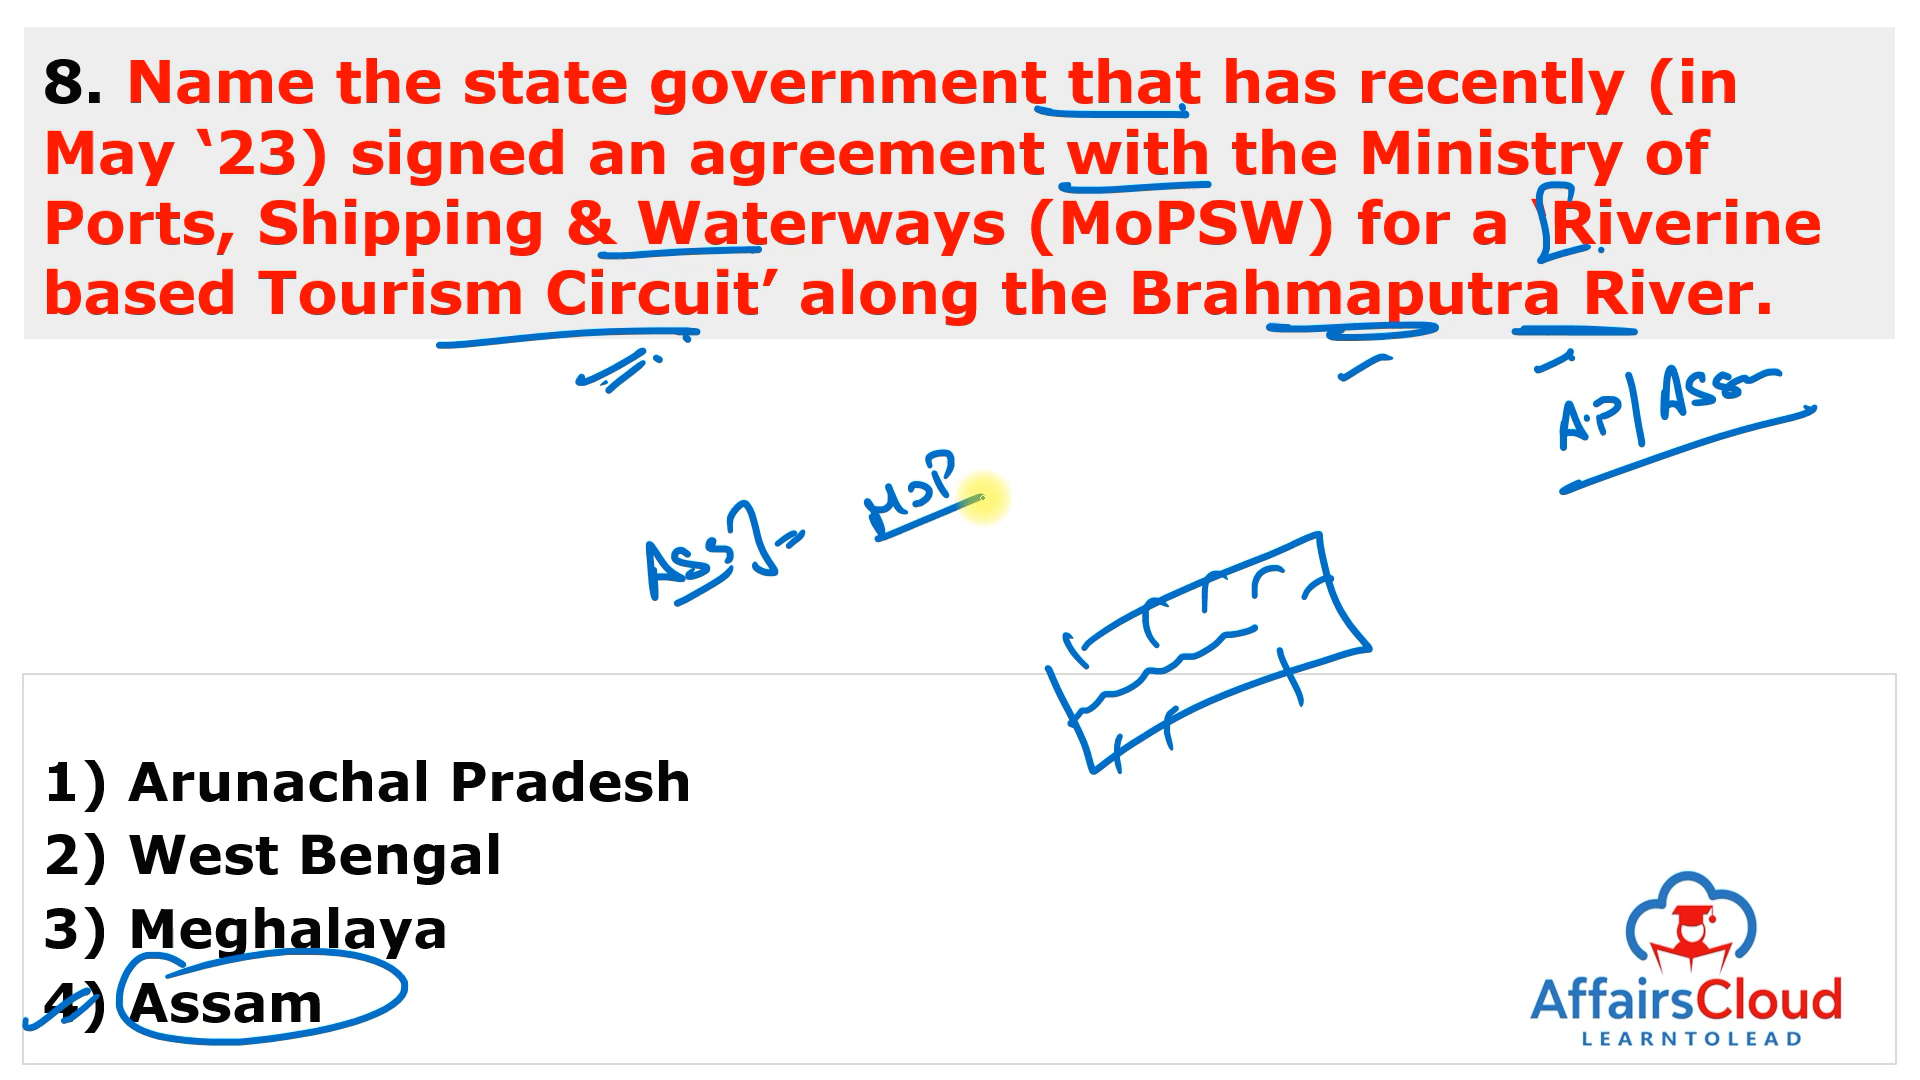 8. Name the state government that has recently (in
May ‘23) signed an agreement with the Ministry of
Ports, Shipping & Waterways (MoPSW) for a ‘Riverine
based Tourism Circuit’ along the Brahmaputra River.
A.P/Assm
Ass
MoP
1) Arunachal Pradesh
2) West Bengal
3) Meghalaya
4) Assam
AffairsCloud
LEARNTOLEAD